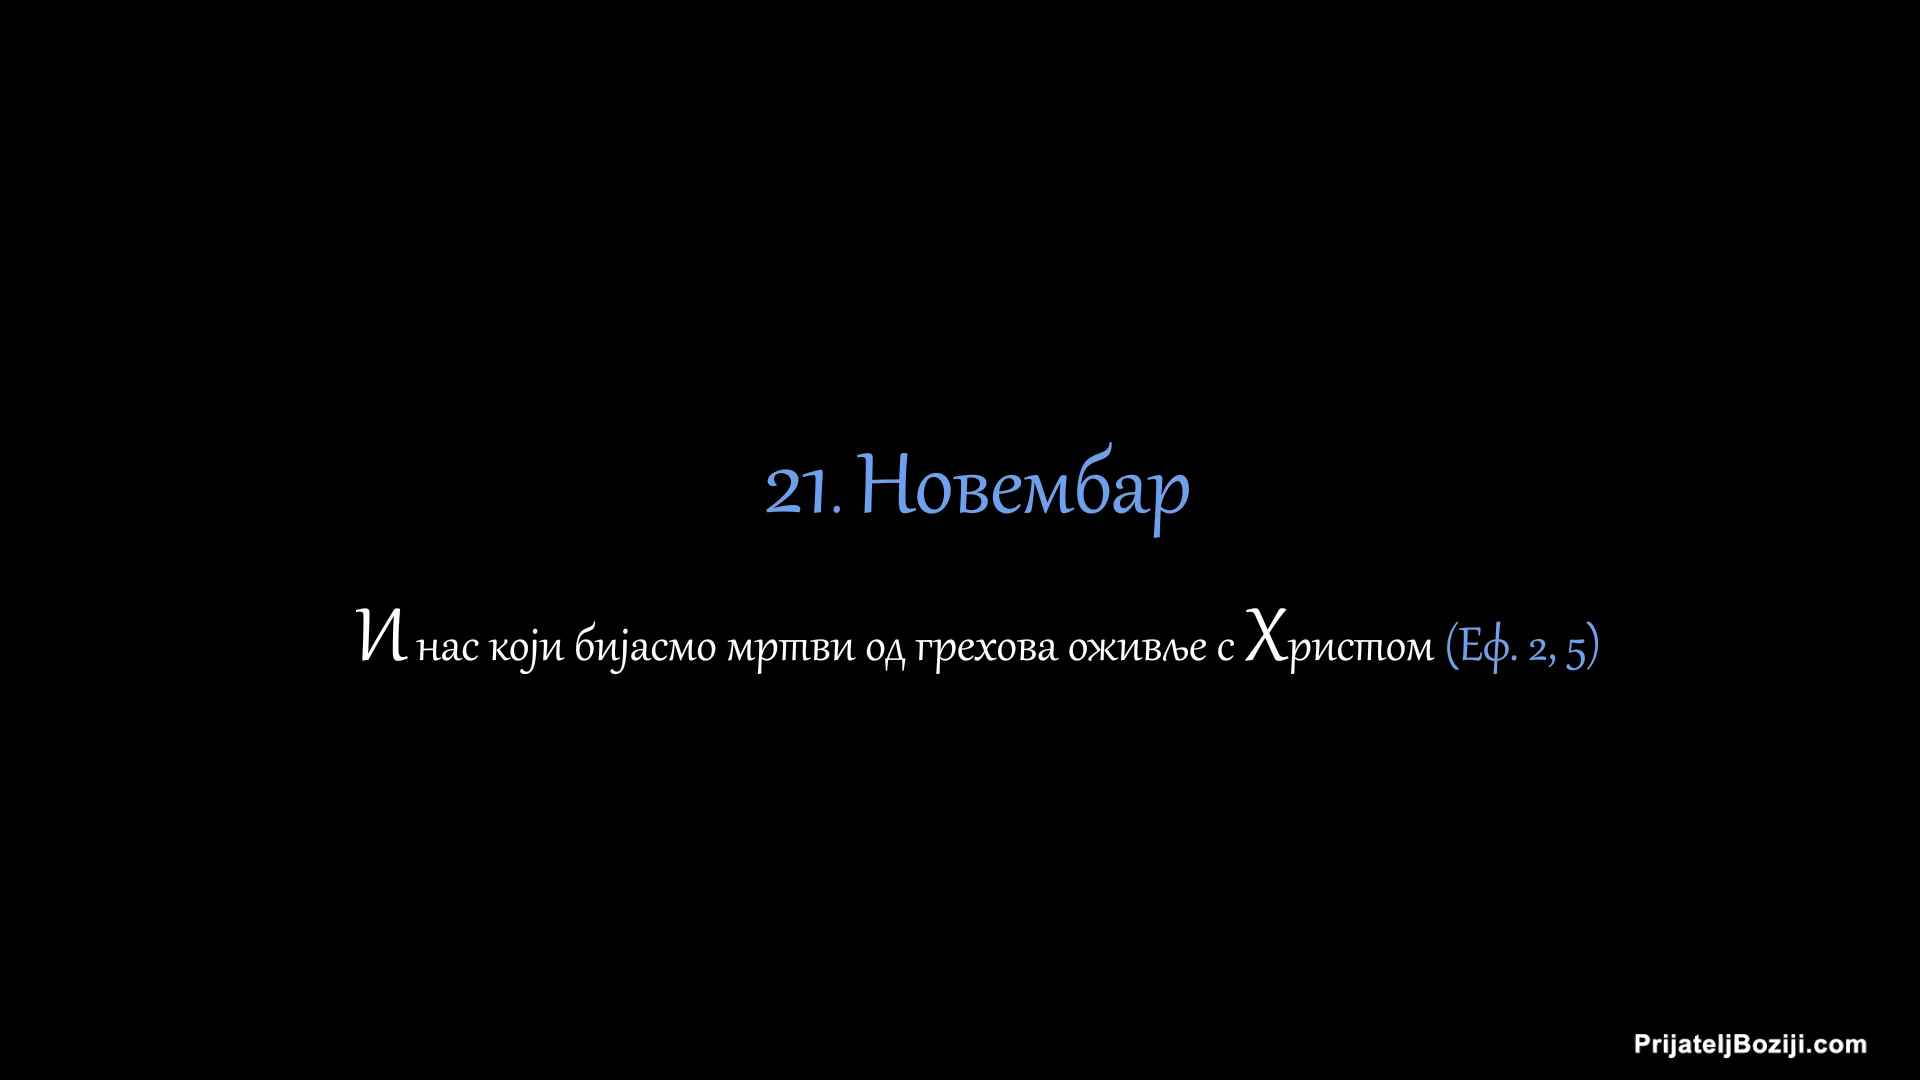 21. Новембар
И нас који бијасмо мртви од грехова оживље с Христом (Еф. 2, 5)
PrijateljBoziji.com